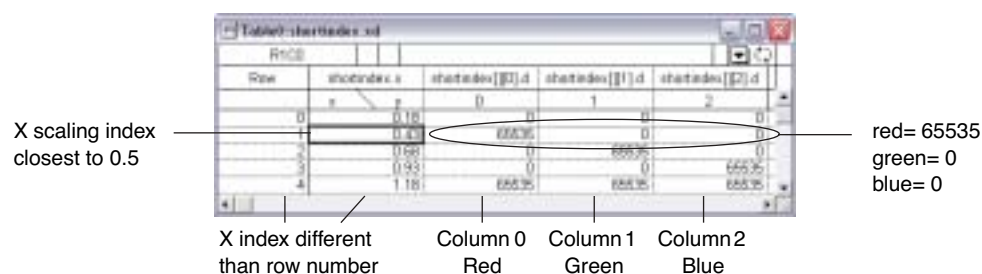 Table0:shortindex.xd
R1C0
Row shortindex.x shortindex[][0].d shortindex[][1].d shortindex[][2].d
x y 0 1 2
0 0.18 0 0 0
1 0.43 65535 0 0
2 0.68 0 65535 0
3 0.93 0 0 65535
4 1.18 65535 65535 65535
X scaling index
closest to 0.5
red= 65535
green= 0
blue= 0
X index different
than row number
Column 0
Red
Column 1
Green
Column 2
Blue